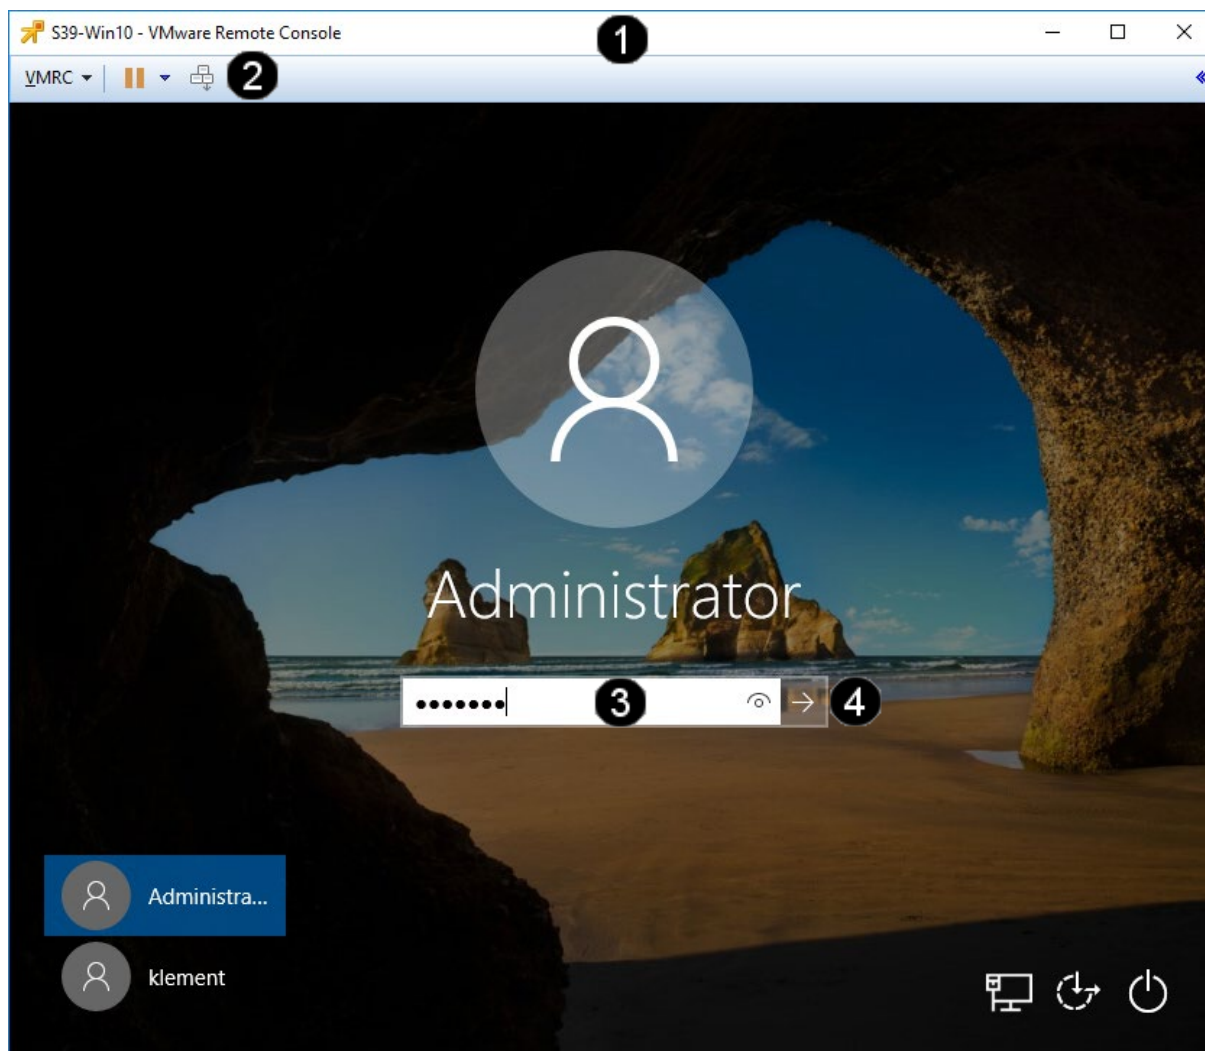 S39-Win10 - VMware Remote Console
1
VMRC
2
Administrator
•••••••
3
4
Administra...
klement